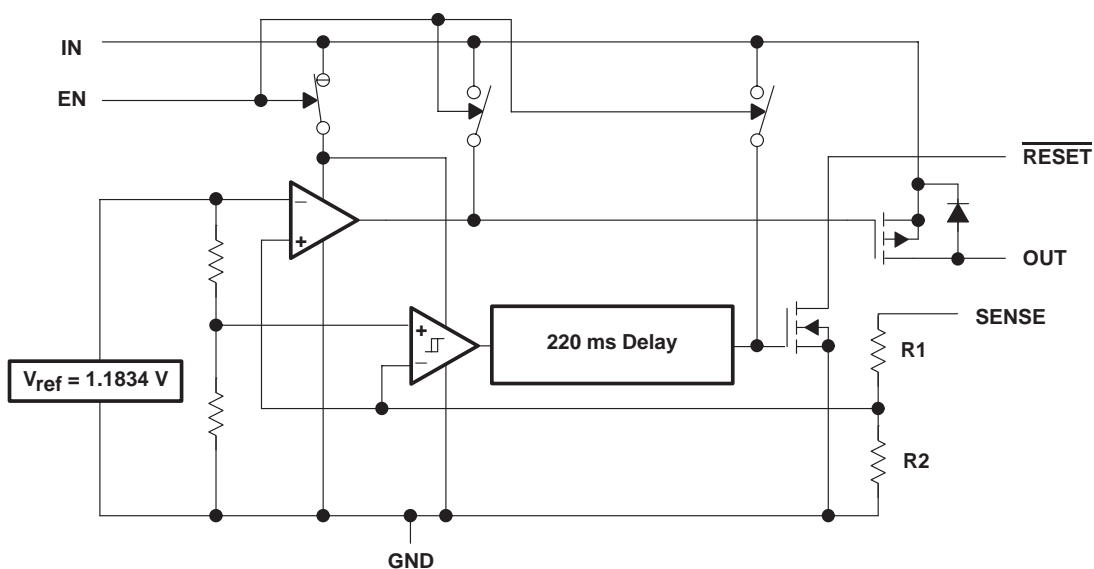 IN
EN
RESET
OUT
−
+
SENSE
+
−
220 ms Delay
R1
Vref = 1.1834 V
R2
GND